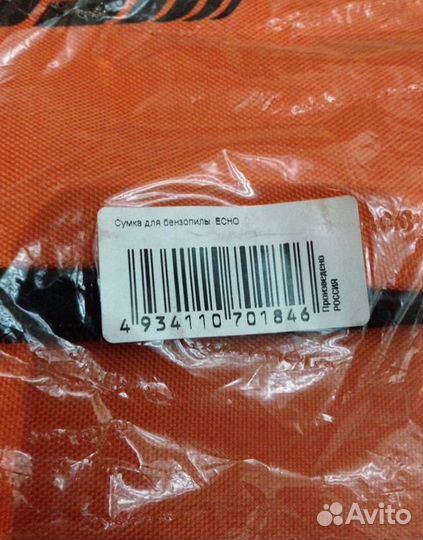 Сумка для бензопилы ECHO
4 934110 701846
Произведено
РОССИЯ
Avito